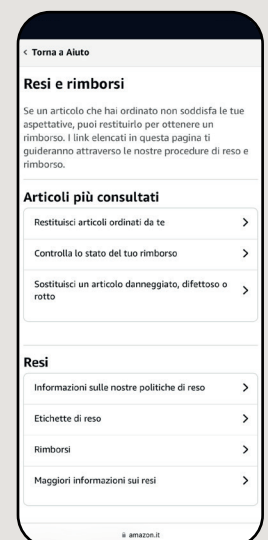 < Torna a Aiuto
Resi e rimborsi
Se un articolo che hai ordinato non soddisfa le tue
aspettative, puoi restituirlo per ottenere un
rimborso. I link elencati in questa pagina ti
guideranno attraverso le nostre procedure di reso e
rimborso.
Articoli più consultati
Restituisci articoli ordinati da te
Controlla lo stato del tuo rimborso
Sostituisci un articolo danneggiato, difettoso o
rotto
Resi
Informazioni sulle nostre politiche di reso
Etichette di reso
Rimborsi
Maggiori informazioni sui resi
amazon.it